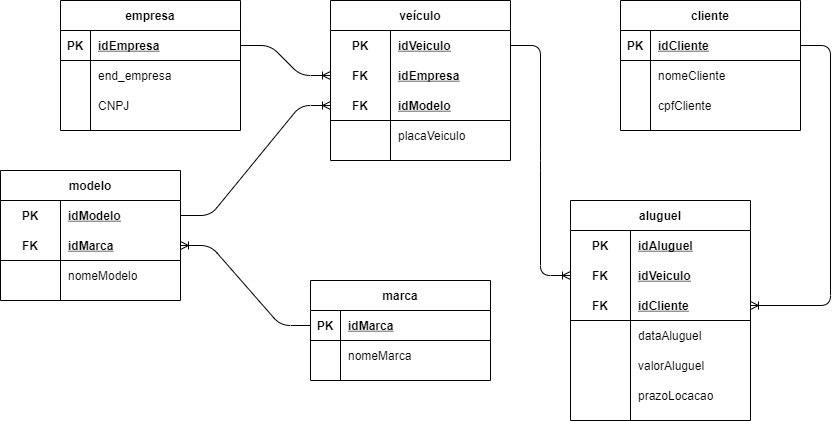 empresa
PK idEmpresa
end_empresa
CNPJ
veículo
PK idVeiculo
FK idEmpresa
FK idModelo
placaVeiculo
cliente
PK idCliente
nomeCliente
cpfCliente
modelo
PK idModelo
FK idMarca
nomeModelo
marca
PK idMarca
nomeMarca
aluguel
PK idAluguel
FK idVeiculo
FK idCliente
dataAluguel
valorAluguel
prazoLocacao